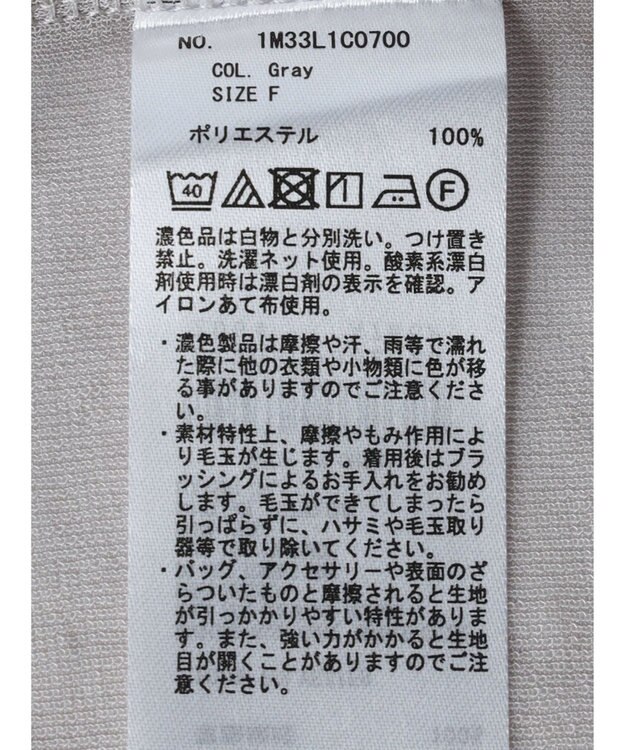 NO. 1M33L1C0700
COL. Gray
SIZE F
ポリエステル 100%
40 F
濃色品は白物と分別洗い。つけ置き
禁止。洗濯ネット使用。酸素系漂白
剤使用時は漂白剤の表示を確認。ア
イロンあて布使用。
・濃色製品は摩擦や汗、雨等で濡れ
た際に他の衣類や小物類に色が移
る事がありますのでご注意くださ
い。
・素材特性上、摩擦やもみ作用によ
り毛玉が生じます。着用後はブラ
ッシングによるお手入れをお勧め
します。毛玉ができてしまったら
引っぱらずに、ハサミや毛玉取り
器等で取り除いてください。
・バッグ、アクセサリーや表面のざ
らついたものと摩擦されると生地
が引っかかりやすい特性がありま
す。また、強い力がかかると生地
目が開くことがありますのでご注
意ください。